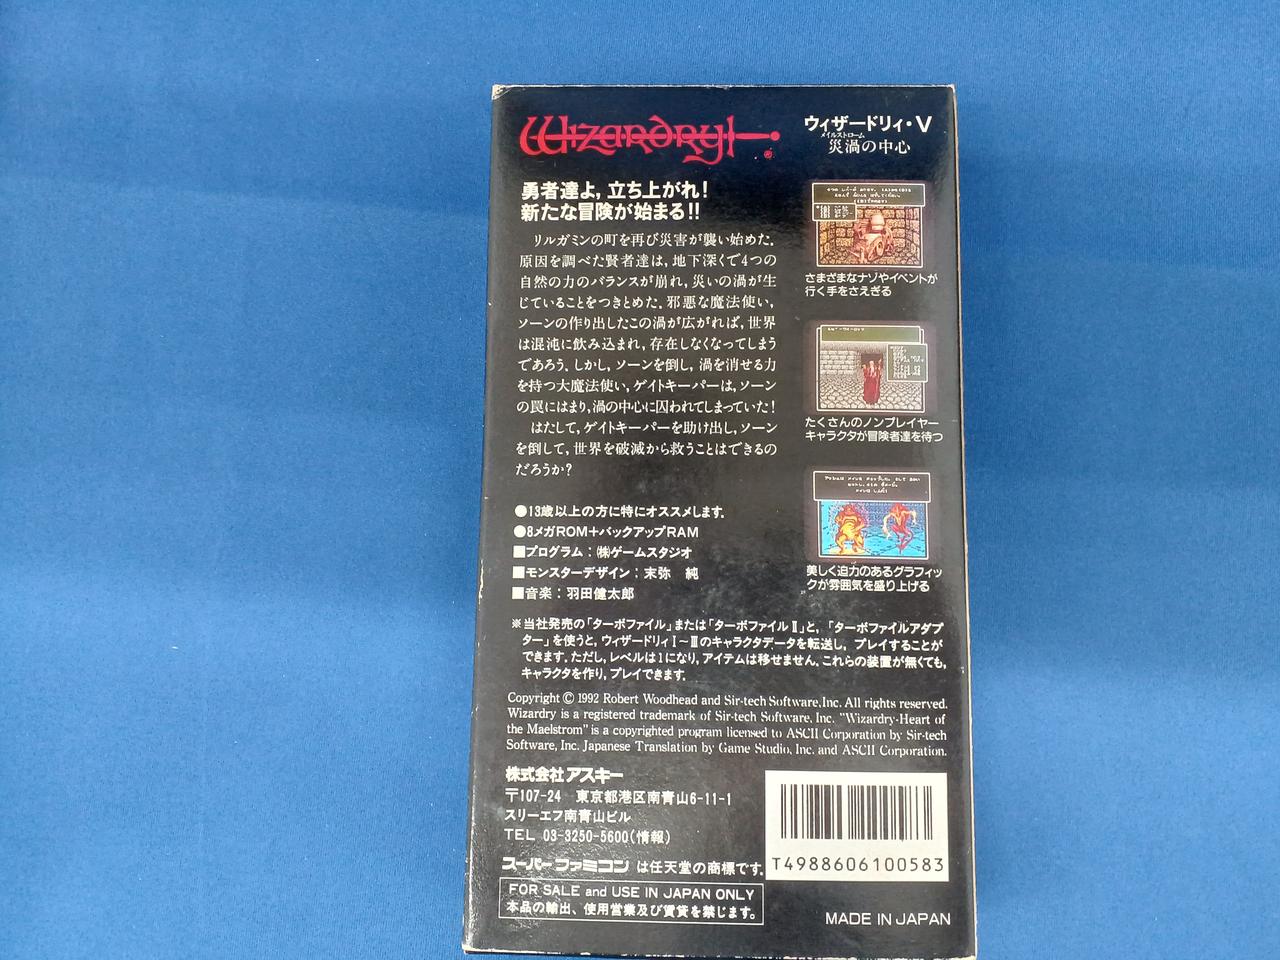 Wizardry
ウィザードリィ・V
メイルストローム
災渦の中心
勇者達よ，立ち上がれ！
新たな冒険が始まる！！
リルガミンの町を再び災害が襲い始めた．
原因を調べた賢者達は，地下深くで4つの
自然の力のバランスが崩れ，災いの渦が生
じていることをつきとめた．邪悪な魔法使い，
ソーンの作り出したこの渦が広がれば，世界
は混沌に飲み込まれ，存在しなくなってしまう
であろう．しかし，ソーンを倒し，渦を消せる力
を持つ大魔法使い，ゲイトキーパーは，ソーン
の罠にはまり，渦の中心に囚われてしまっていた！
はたして，ゲイトキーパーを助け出し，ソーン
を倒して，世界を破滅から救うことはできるの
だろうか？
さまざまなナゾやイベントが
行く手をさえぎる
たくさんのノンプレイヤー
キャラクタが冒険者達を待つ
美しく迫力のあるグラフィッ
クが雰囲気を盛り上げる
●13歳以上の方に特にオススメします．
●8メガROM＋バックアップRAM
■プログラム：㈱ゲームスタジオ
■モンスターデザイン：末弥 純
■音楽：羽田健太郎
※当社発売の「ターボファイル」または「ターボファイルⅡ」と，「ターボファイルアダプ
ター」を使うと，ウィザードリィⅠ〜Ⅲのキャラクタデータを転送し，プレイすることが
できます．ただし，レベルは1になり，アイテムは移せません．これらの装置が無くても，
キャラクタを作り，プレイできます．
Copyright © 1992 Robert Woodhead and Sir-tech Software,Inc. All rights reserved.
Wizardry is a registered trademark of Sir-tech Software, Inc. "Wizardry-Heart of
the Maelstrom" is a copyrighted program licensed to ASCII Corporation by Sir-tech
Software, Inc. Japanese Translation by Game Studio, Inc. and ASCII Corporation.
株式会社アスキー
〒107-24 東京都港区南青山6-11-1
スリーエフ南青山ビル
TEL 03-3250-5600(情報)
スーパーファミコン は任天堂の商標です．
FOR SALE and USE IN JAPAN ONLY
本品の輸出，使用営業及び賃貸を禁じます。
T4988606100583
MADE IN JAPAN